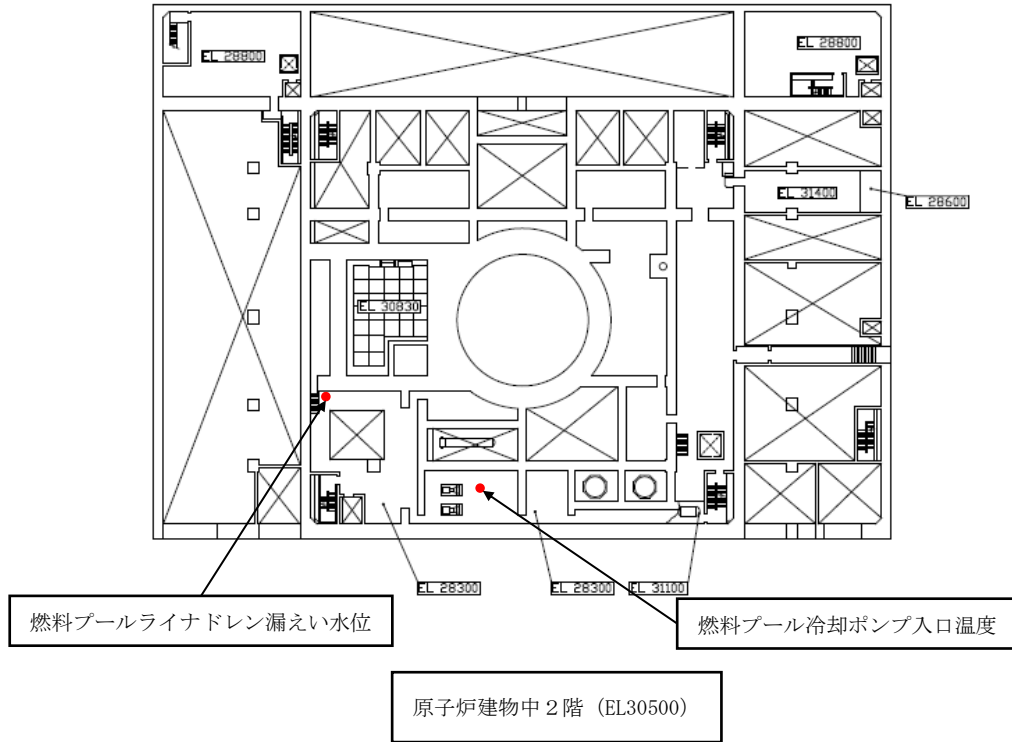 EL 28800
EL 28800
EL 31400
EL 28600
EL 30830
EL 28300
EL 28300
EL 31100
燃料プールライナドレン漏えい水位
燃料プール冷却ポンプ入口温度
原子炉建物中２階（EL30500）